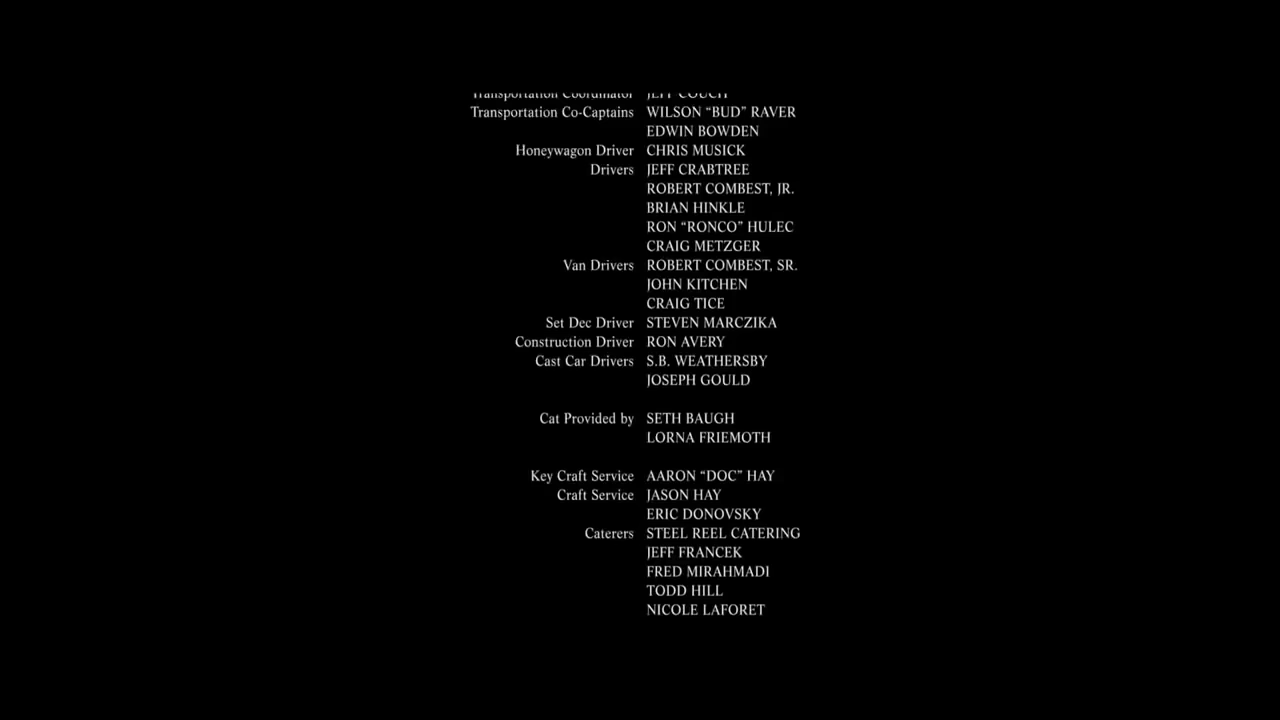 Transportation Coordinator JEFF COUCH
Transportation Co-Captains WILSON “BUD” RAVER
EDWIN BOWDEN
Honeywagon Driver CHRIS MUSICK
Drivers JEFF CRABTREE
ROBERT COMBEST, JR.
BRIAN HINKLE
RON “RONCO” HULEC
CRAIG METZGER
Van Drivers ROBERT COMBEST, SR.
JOHN KITCHEN
CRAIG TICE
Set Dec Driver STEVEN MARCZIKA
Construction Driver RON AVERY
Cast Car Drivers S.B. WEATHERSBY
JOSEPH GOULD
Cat Provided by SETH BAUGH
LORNA FRIEMOTH
Key Craft Service AARON “DOC” HAY
Craft Service JASON HAY
ERIC DONOVSKY
Caterers STEEL REEL CATERING
JEFF FRANCEK
FRED MIRAHMADI
TODD HILL
NICOLE LAFORET